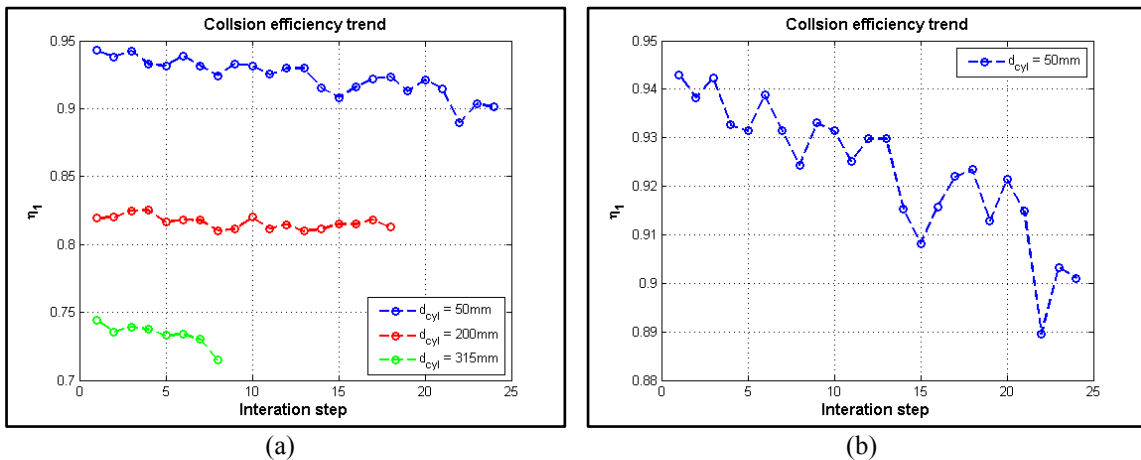 Collsion efficiency trend
0.95
0.9
0.85
0.8
0.75
0.7
η1
0 5 10 15 20 25
Interation step
dcyl = 50mm
dcyl = 200mm
dcyl = 315mm
(a)
Collision efficiency trend
0.95
0.94
0.93
0.92
0.91
0.9
0.89
0.88
η1
0 5 10 15 20 25
Interation step
dcyl = 50mm
(b)